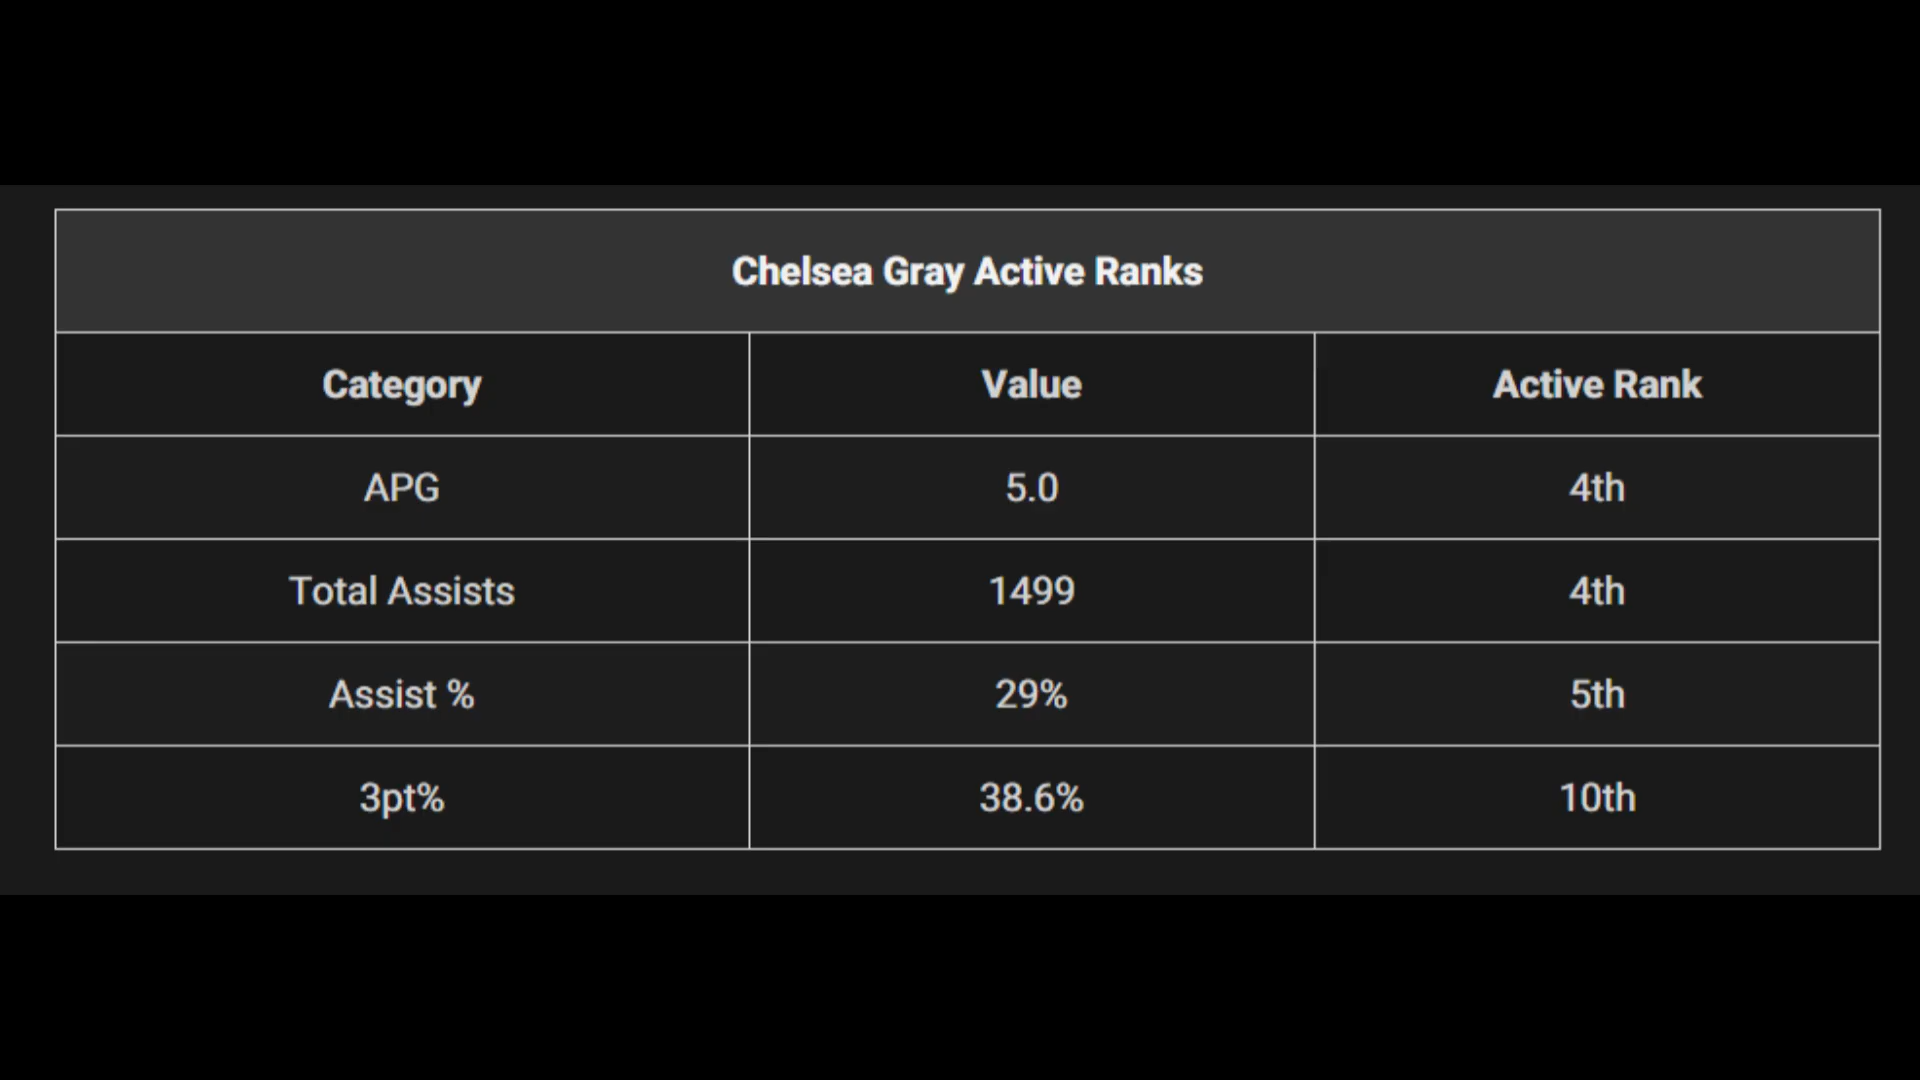 Chelsea Gray Active Ranks
Category Value Active Rank
APG 5.0 4th
Total Assists 1499 4th
Assist % 29% 5th
3pt% 38.6% 10th